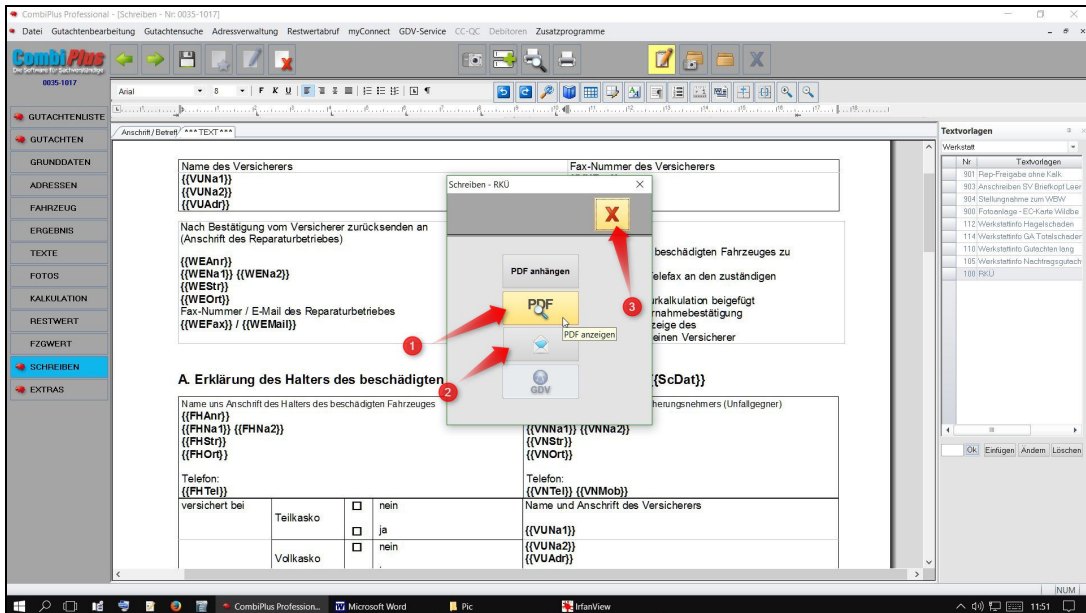 CombiPlus Professional - [Schreiben - Nr: 0035-1017]
Datei Gutachtenbearbeitung Gutachtensuche Adressverwaltung Restwertabruf myConnect GDV-Service CC-QC Debitoren Zusatzprogramme
CombiPlus
Die Software für Sachverständige
0035-1017
Arial 8 F K U
GUTACHTENLISTE
GUTACHTEN
GRUNDDATEN
ADRESSEN
FAHRZEUG
ERGEBNIS
TEXTE
FOTOS
KALKULATION
RESTWERT
FZGWERT
SCHREIBEN
EXTRAS
Anschrift / Betreff *** TEXT ***
Name des Versicherers Fax-Nummer des Versicherers
{{VUNa1}}
{{VUNa2}}
{{VUAdr}}
Nach Bestätigung vom Versicherer zurücksenden an
(Anschrift des Reparaturbetriebes)
{{WEAnr}}
{{WENa1}} {{WENa2}}
{{WEStr}}
{{WEOrt}}
Fax-Nummer / E-Mail des Reparaturbetriebes
{{WEFax}} / {{WEMail}}
beschädigten Fahrzeuges zu
elefax an den zuständigen
rkalkulation beigefügt
rnahmebestätigung
zeige des
einen Versicherer
Schreiben - RKÜ
X
PDF anhängen
PDF
PDF anzeigen
GDV
1
2
3
A. Erklärung des Halters des beschädigten {{ScDat}}
Name uns Anschrift des Halters des beschädigten Fahrzeuges
herungsnehmers (Unfallgegner)
{{FHAnr}}
{{FHNa1}} {{FHNa2}} {{VNNa1}} {{VNNa2}}
{{FHStr}} {{VNStr}}
{{FHOrt}} {{VNOrt}}
Telefon: Telefon:
{{FHTel}} {{VNTel}} {{VNMob}}
versichert bei Teilkasko nein Name und Anschrift des Versicherers
ja {{VUNa1}}
nein {{VUNa2}}
Vollkasko {{VUAdr}}
Textvorlagen
Werkstatt
Nr Textvorlagen
901 Rep-Freigabe ohne Kalk.
903 Anschreiben SV Briefkopf Leer
904 Stellungnahme zum WBW
900 Fotoanlage - EC-Karte Wildbe
112 Werkstattinfo Hagelschaden
114 Werkstattinfo GA Totalschaden
110 Werkstattinfo Gutachten lang
105 Werkstattinfo Nachtragsgutach
100 RKÜ
Ok Einfügen Ändern Löschen
NUM
CombiPlus Profession... Microsoft Word Pic IrfanView 11:51